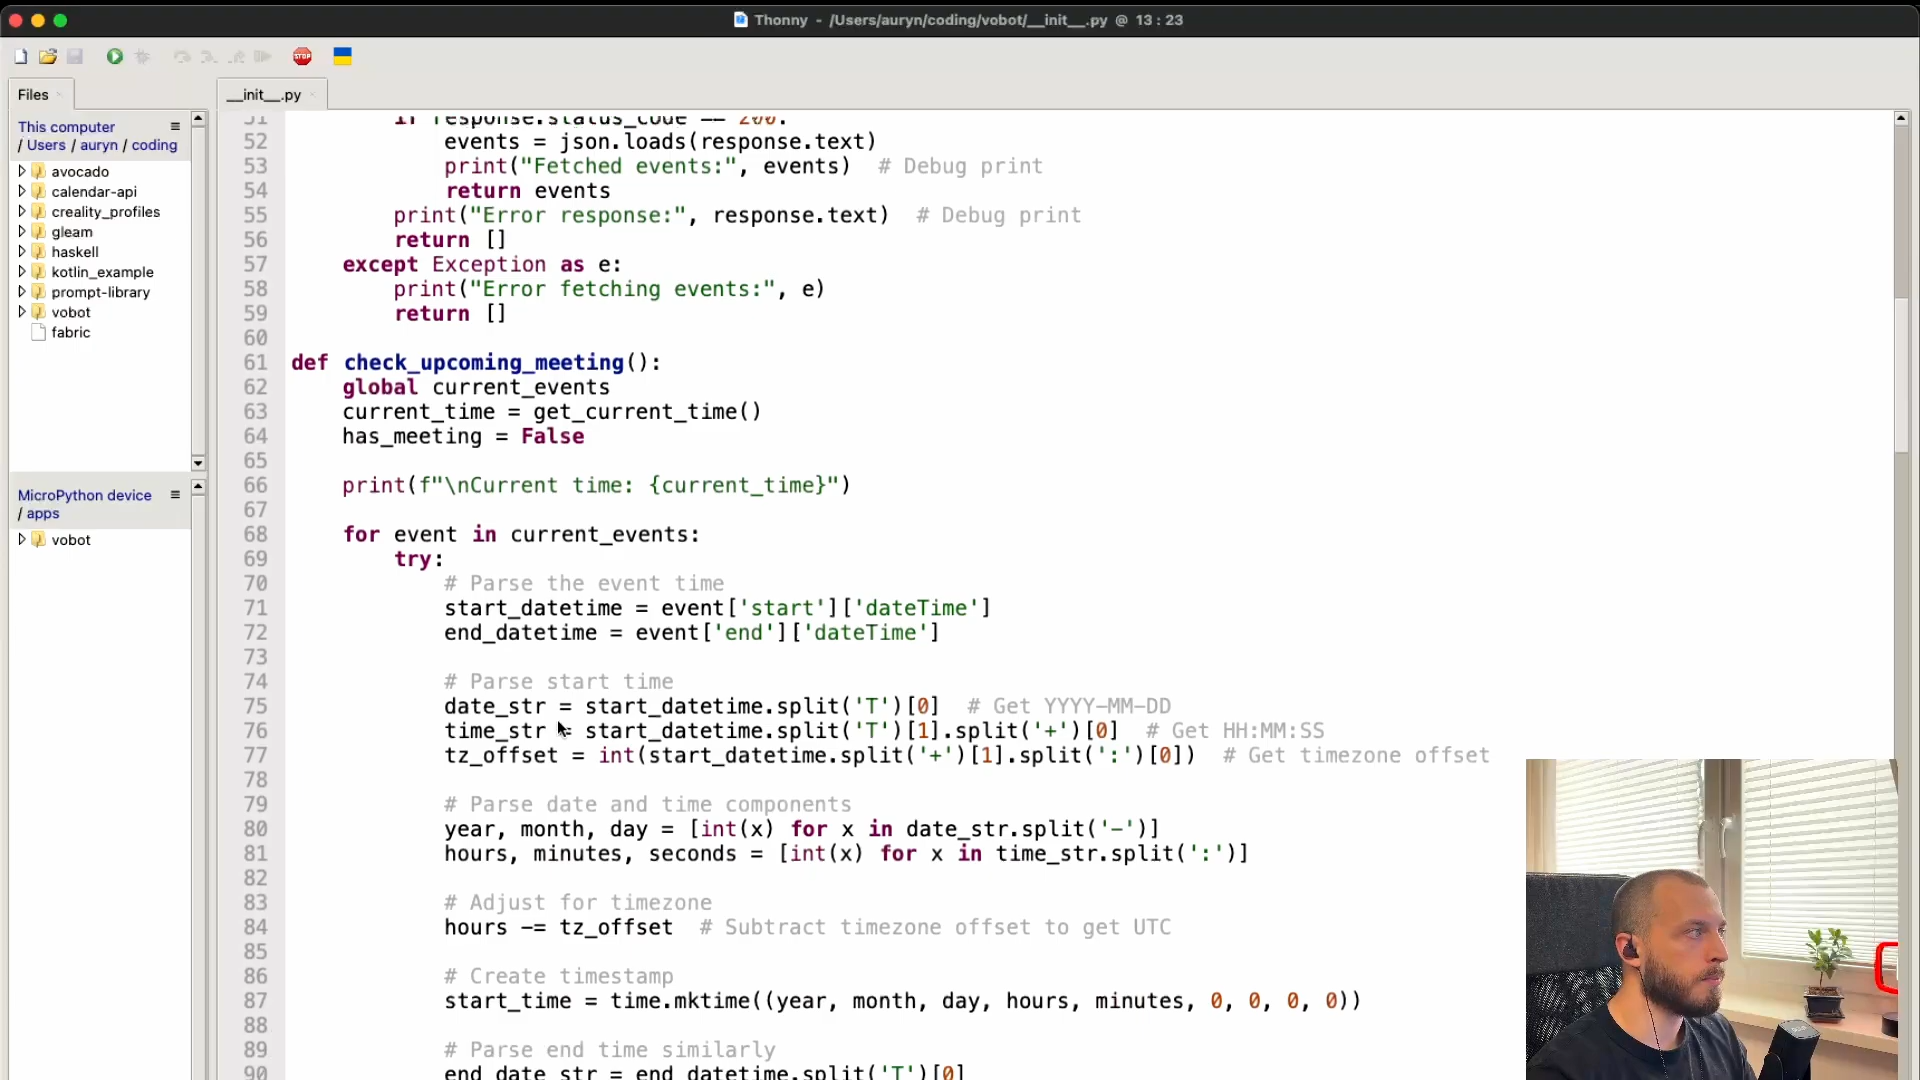 Thonny - /Users/auryn/coding/vobot/__init__.py @ 13 : 23
STOP
Files
This computer
/ Users / auryn / coding
avocado
calendar-api
creality_profiles
gleam
haskell
kotlin_example
prompt-library
vobot
fabric
MicroPython device
/ apps
vobot
__init__.py
51 if response.status_code == 200:
52 events = json.loads(response.text)
53 print("Fetched events:", events)  # Debug print
54 return events
55 print("Error response:", response.text)  # Debug print
56 return []
57 except Exception as e:
58 print("Error fetching events:", e)
59 return []
60
61 def check_upcoming_meeting():
62 global current_events
63 current_time = get_current_time()
64 has_meeting = False
65
66 print(f"\nCurrent time: {current_time}")
67
68 for event in current_events:
69 try:
70 # Parse the event time
71 start_datetime = event['start']['dateTime']
72 end_datetime = event['end']['dateTime']
73
74 # Parse start time
75 date_str = start_datetime.split('T')[0]  # Get YYYY-MM-DD
76 time_str = start_datetime.split('T')[1].split('+')[0]  # Get HH:MM:SS
77 tz_offset = int(start_datetime.split('+')[1].split(':')[0])  # Get timezone offset
78
79 # Parse date and time components
80 year, month, day = [int(x) for x in date_str.split('-')]
81 hours, minutes, seconds = [int(x) for x in time_str.split(':')]
82
83 # Adjust for timezone
84 hours -= tz_offset  # Subtract timezone offset to get UTC
85
86 # Create timestamp
87 start_time = time.mktime((year, month, day, hours, minutes, 0, 0, 0, 0))
88
89 # Parse end time similarly
90 end_date_str = end_datetime.split('T')[0]